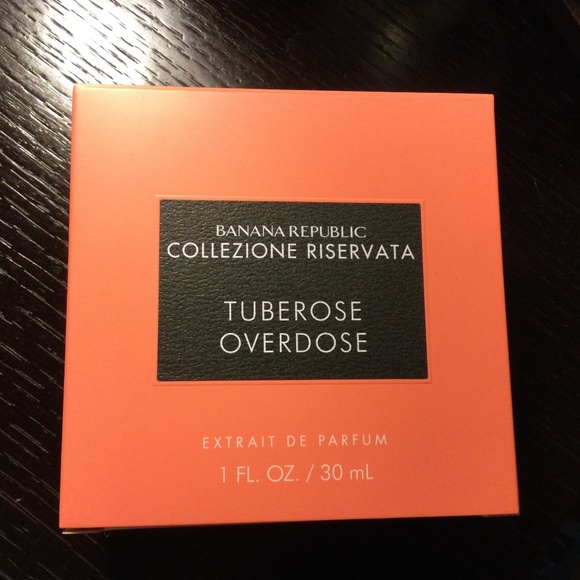 BANANA REPUBLIC
COLLEZIONE RISERVATA
TUBEROSE
OVERDOSE
EXTRAIT DE PARFUM
1 FL. OZ. / 30 mL